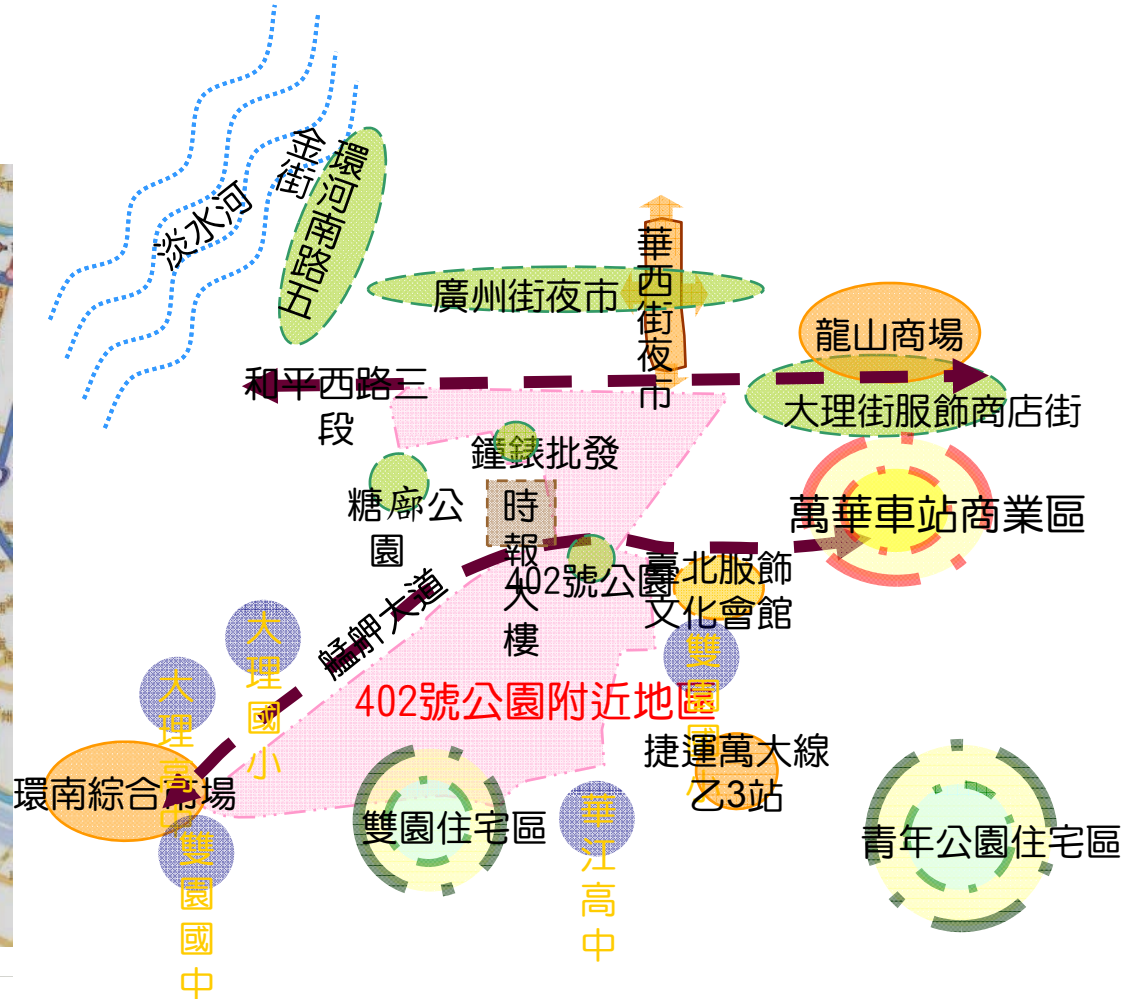 淡水河
環河南路五
金街
華西街夜市
廣州街夜市
龍山商場
和平西路三
段
大理街服飾商店街
鐘錶批發
糖廍公
園
時報大樓
萬華車站商業區
402號公園
臺北服飾
文化會館
艋舺大道
大理國小
大理高中
雙園國小
402號公園附近地區
捷運萬大線
乙3站
環南綜合市場
雙園國中
雙園住宅區
華江高中
青年公園住宅區